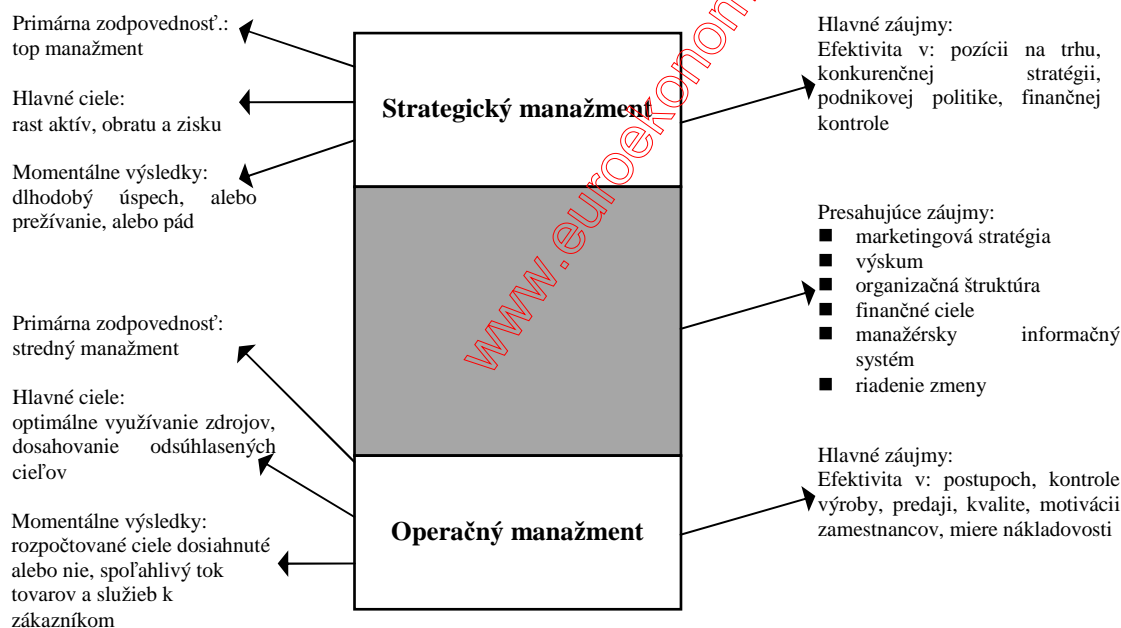 Primárna zodpovednosť.:
top manažment
Hlavné ciele:
rast aktív, obratu a zisku
Momentálne výsledky:
dlhodobý úspech, alebo
prežívanie, alebo pád
Strategický manažment
Hlavné záujmy:
Efektivita v: pozícii na trhu,
konkurenčnej stratégii,
podnikovej politike, finančnej
kontrole
Presahujúce záujmy:
■ marketingová stratégia
■ výskum
■ organizačná štruktúra
■ finančné ciele
■ manažérsky informačný
systém
■ riadenie zmeny
Primárna zodpovednosť:
stredný manažment
Hlavné ciele:
optimálne využívanie zdrojov,
dosahovanie odsúhlasených
cieľov
Momentálne výsledky:
rozpočtované ciele dosiahnuté
alebo nie, spoľahlivý tok
tovarov a služieb k
zákazníkom
Operačný manažment
Hlavné záujmy:
Efektivita v: postupoch, kontrole
výroby, predaji, kvalite, motivácii
zamestnancov, miere nákladovosti